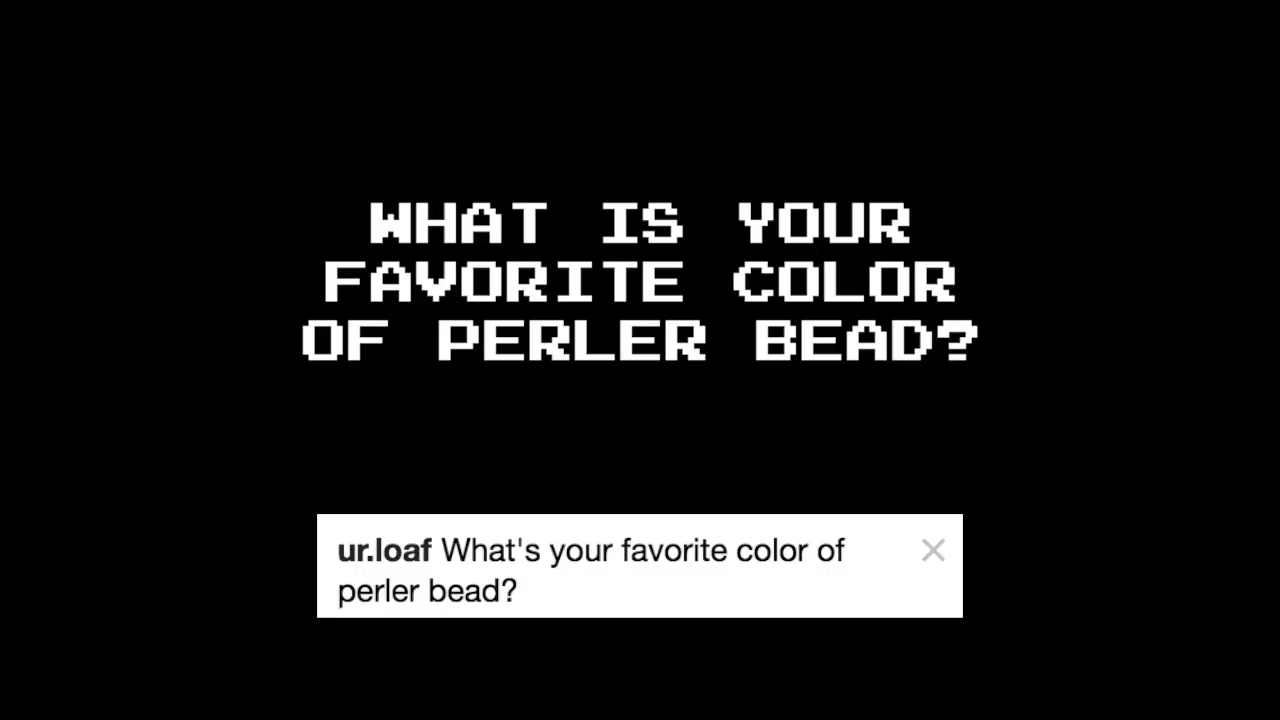 WHAT IS YOUR
FAVORITE COLOR
OF PERLER BEAD?
ur.loaf What's your favorite color of
perler bead?